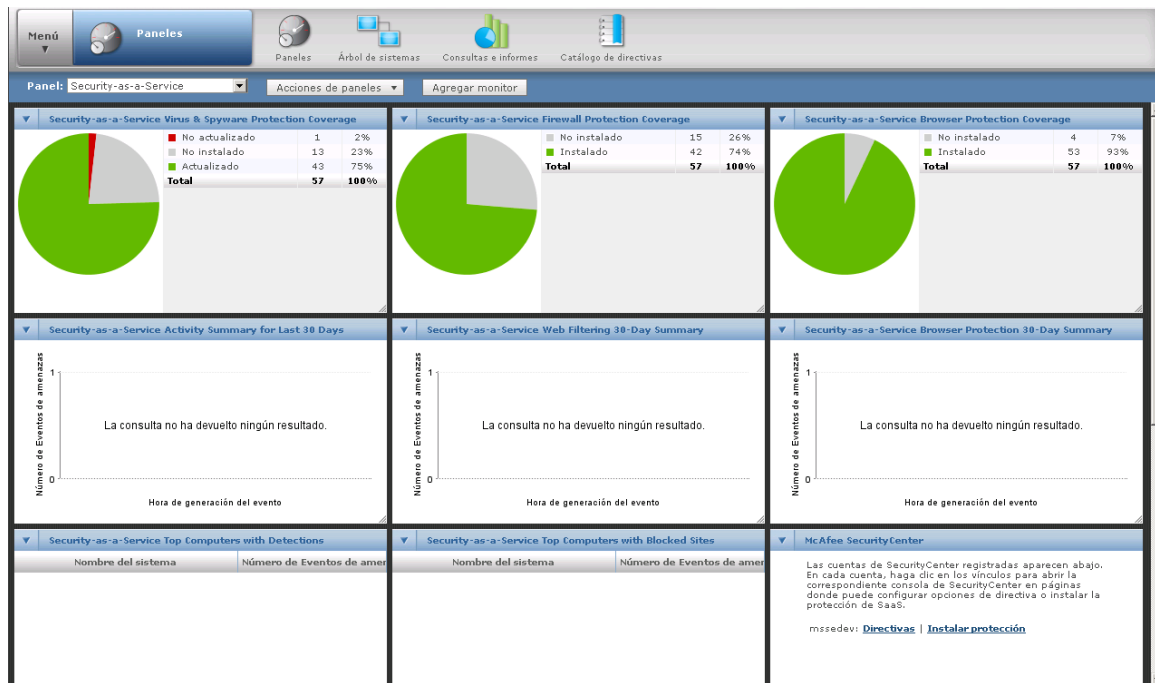 Menú
Paneles
Paneles
Árbol de sistemas
Consultas e informes
Catálogo de directivas
Panel: Security-as-a-Service
Acciones de paneles
Agregar monitor
Security-as-a-Service Virus & Spyware Protection Coverage
No actualizado 1 2%
No instalado 13 23%
Actualizado 43 75%
Total 57 100%
Security-as-a-Service Firewall Protection Coverage
No instalado 15 26%
Instalado 42 74%
Total 57 100%
Security-as-a-Service Browser Protection Coverage
No instalado 4 7%
Instalado 53 93%
Total 57 100%
Security-as-a-Service Activity Summary for Last 30 Days
Número de Eventos de amenazas
1
La consulta no ha devuelto ningún resultado.
0
Hora de generación del evento
Security-as-a-Service Web Filtering 30-Day Summary
Número de Eventos de amenazas
1
La consulta no ha devuelto ningún resultado.
0
Hora de generación del evento
Security-as-a-Service Browser Protection 30-Day Summary
Número de Eventos de amenazas
1
La consulta no ha devuelto ningún resultado.
0
Hora de generación del evento
Security-as-a-Service Top Computers with Detections
Nombre del sistema Número de Eventos de amen
Security-as-a-Service Top Computers with Blocked Sites
Nombre del sistema Número de Eventos de amen
McAfee SecurityCenter
Las cuentas de SecurityCenter registradas aparecen abajo.
En cada cuenta, haga clic en los vínculos para abrir la
correspondiente consola de SecurityCenter en páginas
donde puede configurar opciones de directiva o instalar la
protección de SaaS.
mssedev: Directivas | Instalar protección